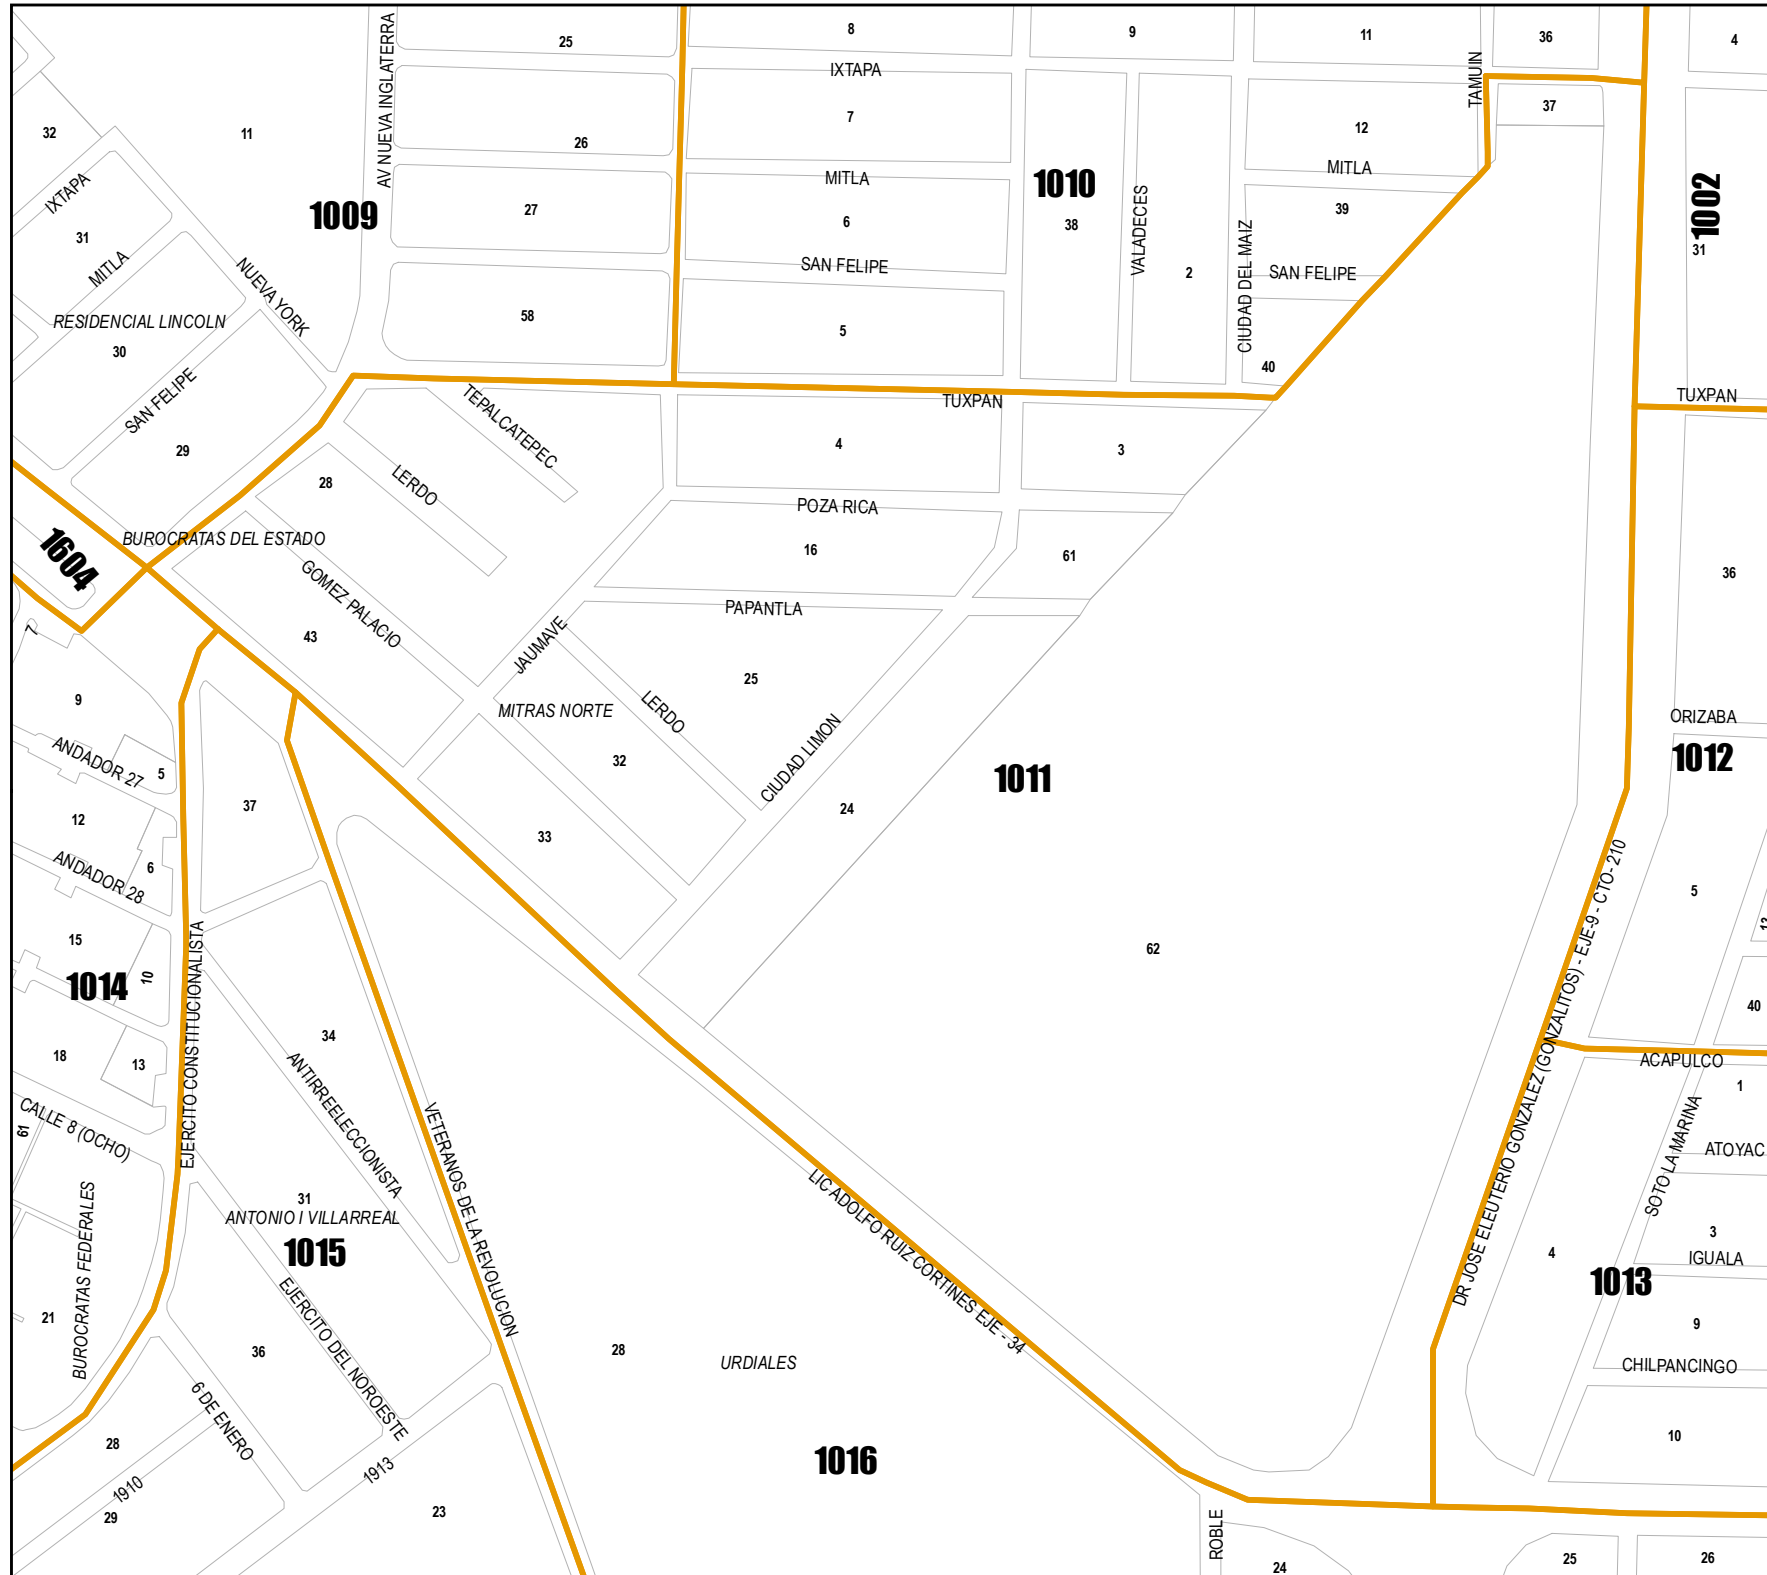 8
9
11
36
4
25
AV NUEVA INGLATERRA
IXTAPA
TAMUIN
37
32
11
26
7
12
MITLA
MITLA
1010
1009
27
6
38
VALADECES
39
1002
31
IXTAPA
31
MITLA
NUEVA YORK
SAN FELIPE
2
CIUDAD DEL MAIZ
SAN FELIPE
RESIDENCIAL LINCOLN
30
58
5
40
SAN FELIPE
29
TEPALCATEPEC
TUXPAN
TUXPAN
4
3
28
LERDO
POZA RICA
BUROCRATAS DEL ESTADO
1604
16
61
36
GOMEZ PALACIO
PAPANTLA
7
43
JAUMAVE
9
25
LERDO
MITRAS NORTE
ORIZABA
ANDADOR 27
5
32
CIUDAD LIMON
1011
1012
37
12
33
24
ANDADOR 28
6
5
13
15
10
1014
EJERCITO CONSTITUCIONALISTA
62
DR JOSE ELEUTERIO GONZALEZ (GONZALITOS) - EJE-9 - CTO- 210
40
34
18
13
ANTIRREELECCIONISTA
ACAPULCO
1
CALLE 8 (OCHO)
61
VETERANOS DE LA REVOLUCION
SOTO LA MARINA
ATOYAC
31
ANTONIO I VILLARREAL
1015
LIC ADOLFO RUIZ CORTINES EJE - 34
3
IGUALA
4
1013
BUROCRATAS FEDERALES
21
EJERCITO DEL NOROESTE
36
28
URDIALES
9
CHILPANCINGO
6 DE ENERO
28
1910
1913
1016
10
29
23
ROBLE
24
25
26